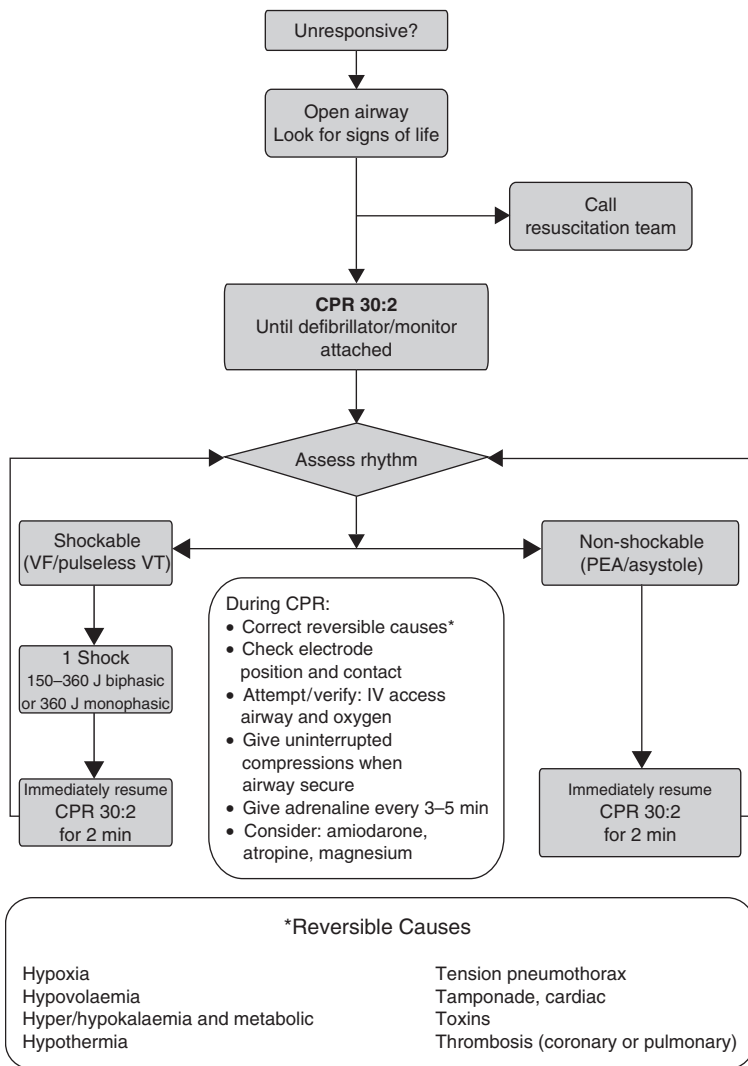 Unresponsive?
Open airway
Look for signs of life
Call
resuscitation team
CPR 30:2
Until defibrillator/monitor
attached
Assess rhythm
Shockable
(VF/pulseless VT)
Non-shockable
(PEA/asystole)
1 Shock
150–360 J biphasic
or 360 J monophasic
Immediately resume
CPR 30:2
for 2 min
During CPR:
• Correct reversible causes*
• Check electrode
position and contact
• Attempt/verify: IV access
airway and oxygen
• Give uninterrupted
compressions when
airway secure
• Give adrenaline every 3–5 min
• Consider: amiodarone,
atropine, magnesium
Immediately resume
CPR 30:2
for 2 min
*Reversible Causes
Hypoxia
Hypovolaemia
Hyper/hypokalaemia and metabolic
Hypothermia
Tension pneumothorax
Tamponade, cardiac
Toxins
Thrombosis (coronary or pulmonary)